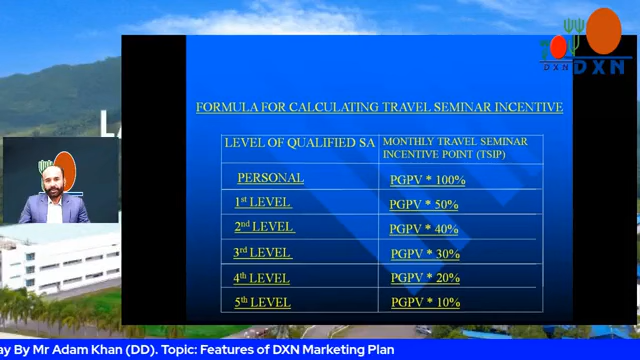 DXN
DXN
LA
FORMULA FOR CALCULATING TRAVEL SEMINAR INCENTIVE
LEVEL OF QUALIFIED SA
MONTHLY TRAVEL SEMINAR INCENTIVE POINT (TSIP)
PERSONAL
PGPV * 100%
1st LEVEL
PGPV * 50%
2nd LEVEL
PGPV * 40%
3rd LEVEL
PGPV * 30%
4th LEVEL
PGPV * 20%
5th LEVEL
PGPV * 10%
ay By Mr Adam Khan (DD). Topic: Features of DXN Marketing Plan